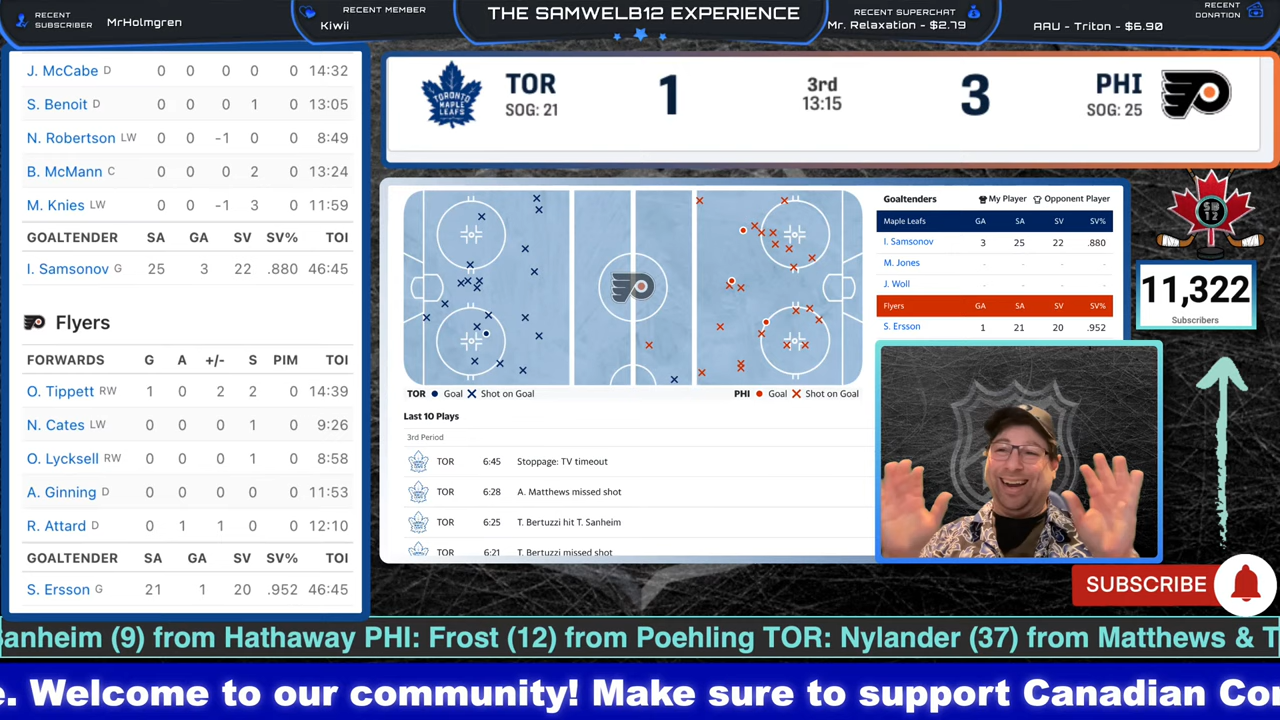 RECENT SUBSCRIBER
MrHolmgren
RECENT MEMBER
Kiwii
THE SAMWELB12 EXPERIENCE
RECENT SUPERCHAT
Mr. Relaxation - $2.79
RECENT DONATION
AAU - Triton - $6.90
J. McCabe D 0 0 0 0 0 14:32
S. Benoit D 0 0 0 1 0 13:05
N. Robertson LW 0 0 -1 0 0 8:49
B. McMann C 0 0 0 2 0 13:24
M. Knies LW 0 0 -1 3 0 11:59
GOALTENDER SA GA SV SV% TOI
I. Samsonov G 25 3 22 .880 46:45
Flyers
FORWARDS G A +/- S PIM TOI
O. Tippett RW 1 0 2 2 0 14:39
N. Cates LW 0 0 0 1 0 9:26
O. Lycksell RW 0 0 0 1 0 8:58
A. Ginning D 0 0 0 0 0 11:53
R. Attard D 0 1 1 0 0 12:10
GOALTENDER SA GA SV SV% TOI
S. Ersson G 21 1 20 .952 46:45
TORONTO MAPLE LEAFS
TOR
SOG: 21
1
3rd
13:15
3
PHI
SOG: 25
TOR Goal Shot on Goal
PHI Goal Shot on Goal
Last 10 Plays
3rd Period
TOR 6:45 Stoppage: TV timeout
TOR 6:28 A. Matthews missed shot
TOR 6:25 T. Bertuzzi hit T. Sanheim
TOR 6:21 T. Bertuzzi missed shot
Goaltenders My Player Opponent Player
Maple Leafs GA SA SV SV%
I. Samsonov 3 25 22 .880
M. Jones - - - -
J. Woll - - - -
Flyers GA SA SV SV%
S. Ersson 1 21 20 .952
SB
12
11,322
Subscribers
SUBSCRIBE
Sanheim (9) from Hathaway PHI: Frost (12) from Poehling TOR: Nylander (37) from Matthews & T
e. Welcome to our community! Make sure to support Canadian Con